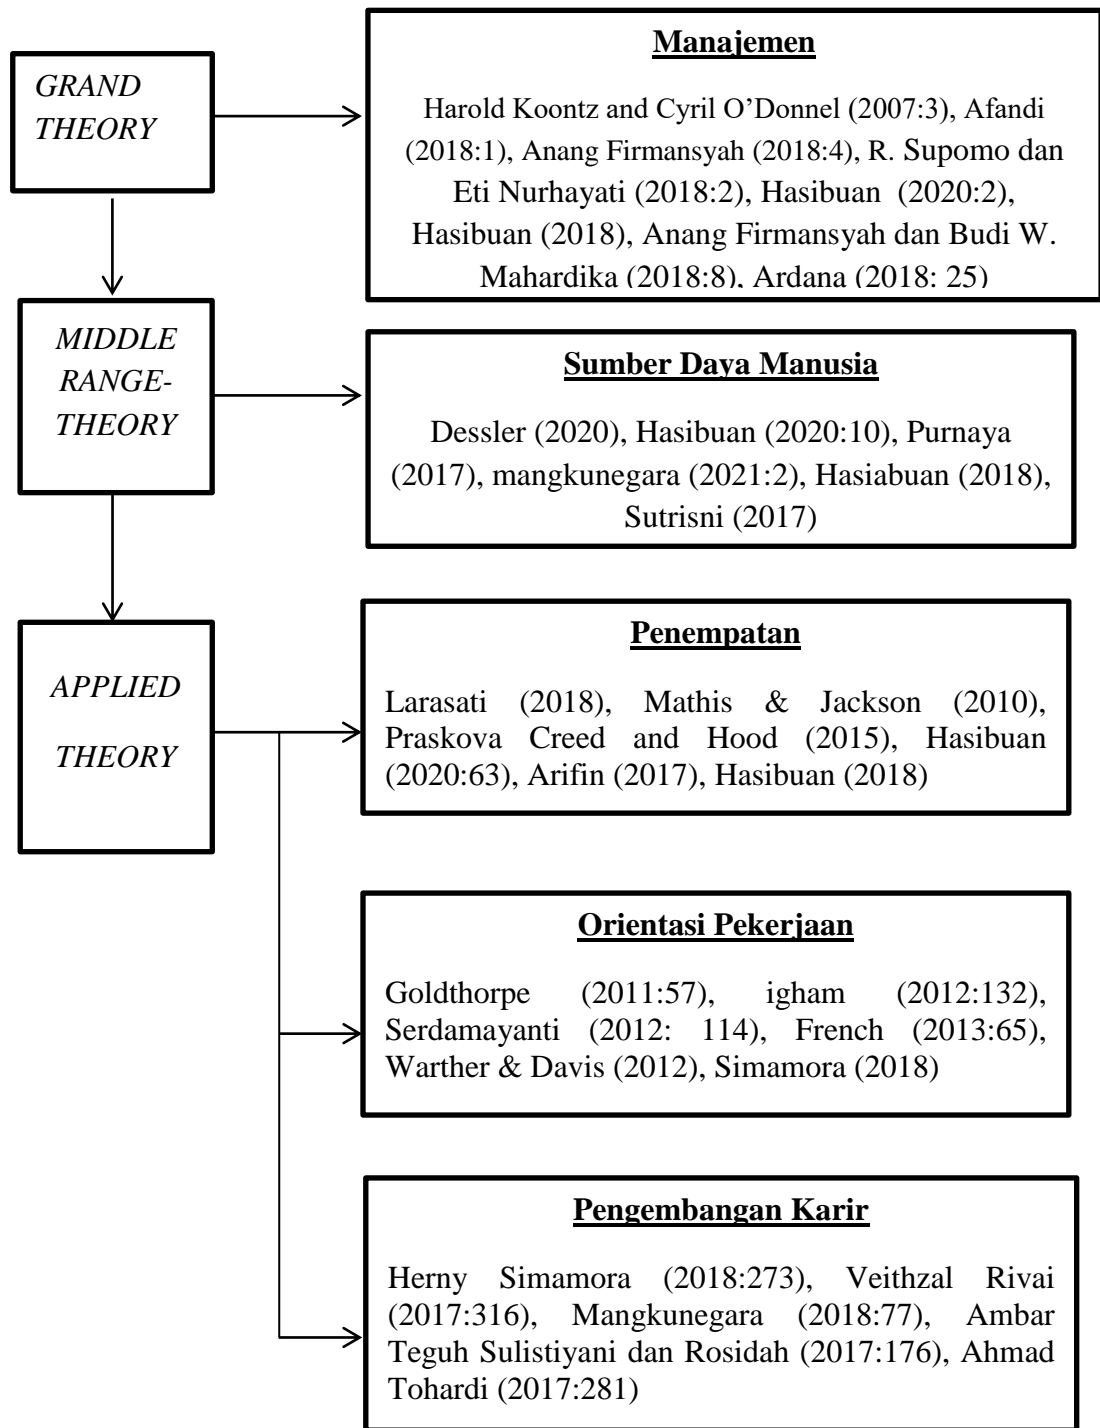 GRAND
THEORY
Manajemen
Harold Koontz and Cyril O’Donnel (2007:3), Afandi
(2018:1), Anang Firmansyah (2018:4), R. Supomo dan
Eti Nurhayati (2018:2), Hasibuan (2020:2),
Hasibuan (2018), Anang Firmansyah dan Budi W.
Mahardika (2018:8), Ardana (2018: 25)
MIDDLE
RANGE-
THEORY
Sumber Daya Manusia
Dessler (2020), Hasibuan (2020:10), Purnaya
(2017), mangkunegara (2021:2), Hasiabuan (2018),
Sutrisni (2017)
APPLIED
THEORY
Penempatan
Larasati (2018), Mathis & Jackson (2010),
Praskova Creed and Hood (2015), Hasibuan
(2020:63), Arifin (2017), Hasibuan (2018)
Orientasi Pekerjaan
Goldthorpe (2011:57), igham (2012:132),
Serdamayanti (2012: 114), French (2013:65),
Warther & Davis (2012), Simamora (2018)
Pengembangan Karir
Herny Simamora (2018:273), Veithzal Rivai
(2017:316), Mangkunegara (2018:77), Ambar
Teguh Sulistiyani dan Rosidah (2017:176), Ahmad
Tohardi (2017:281)